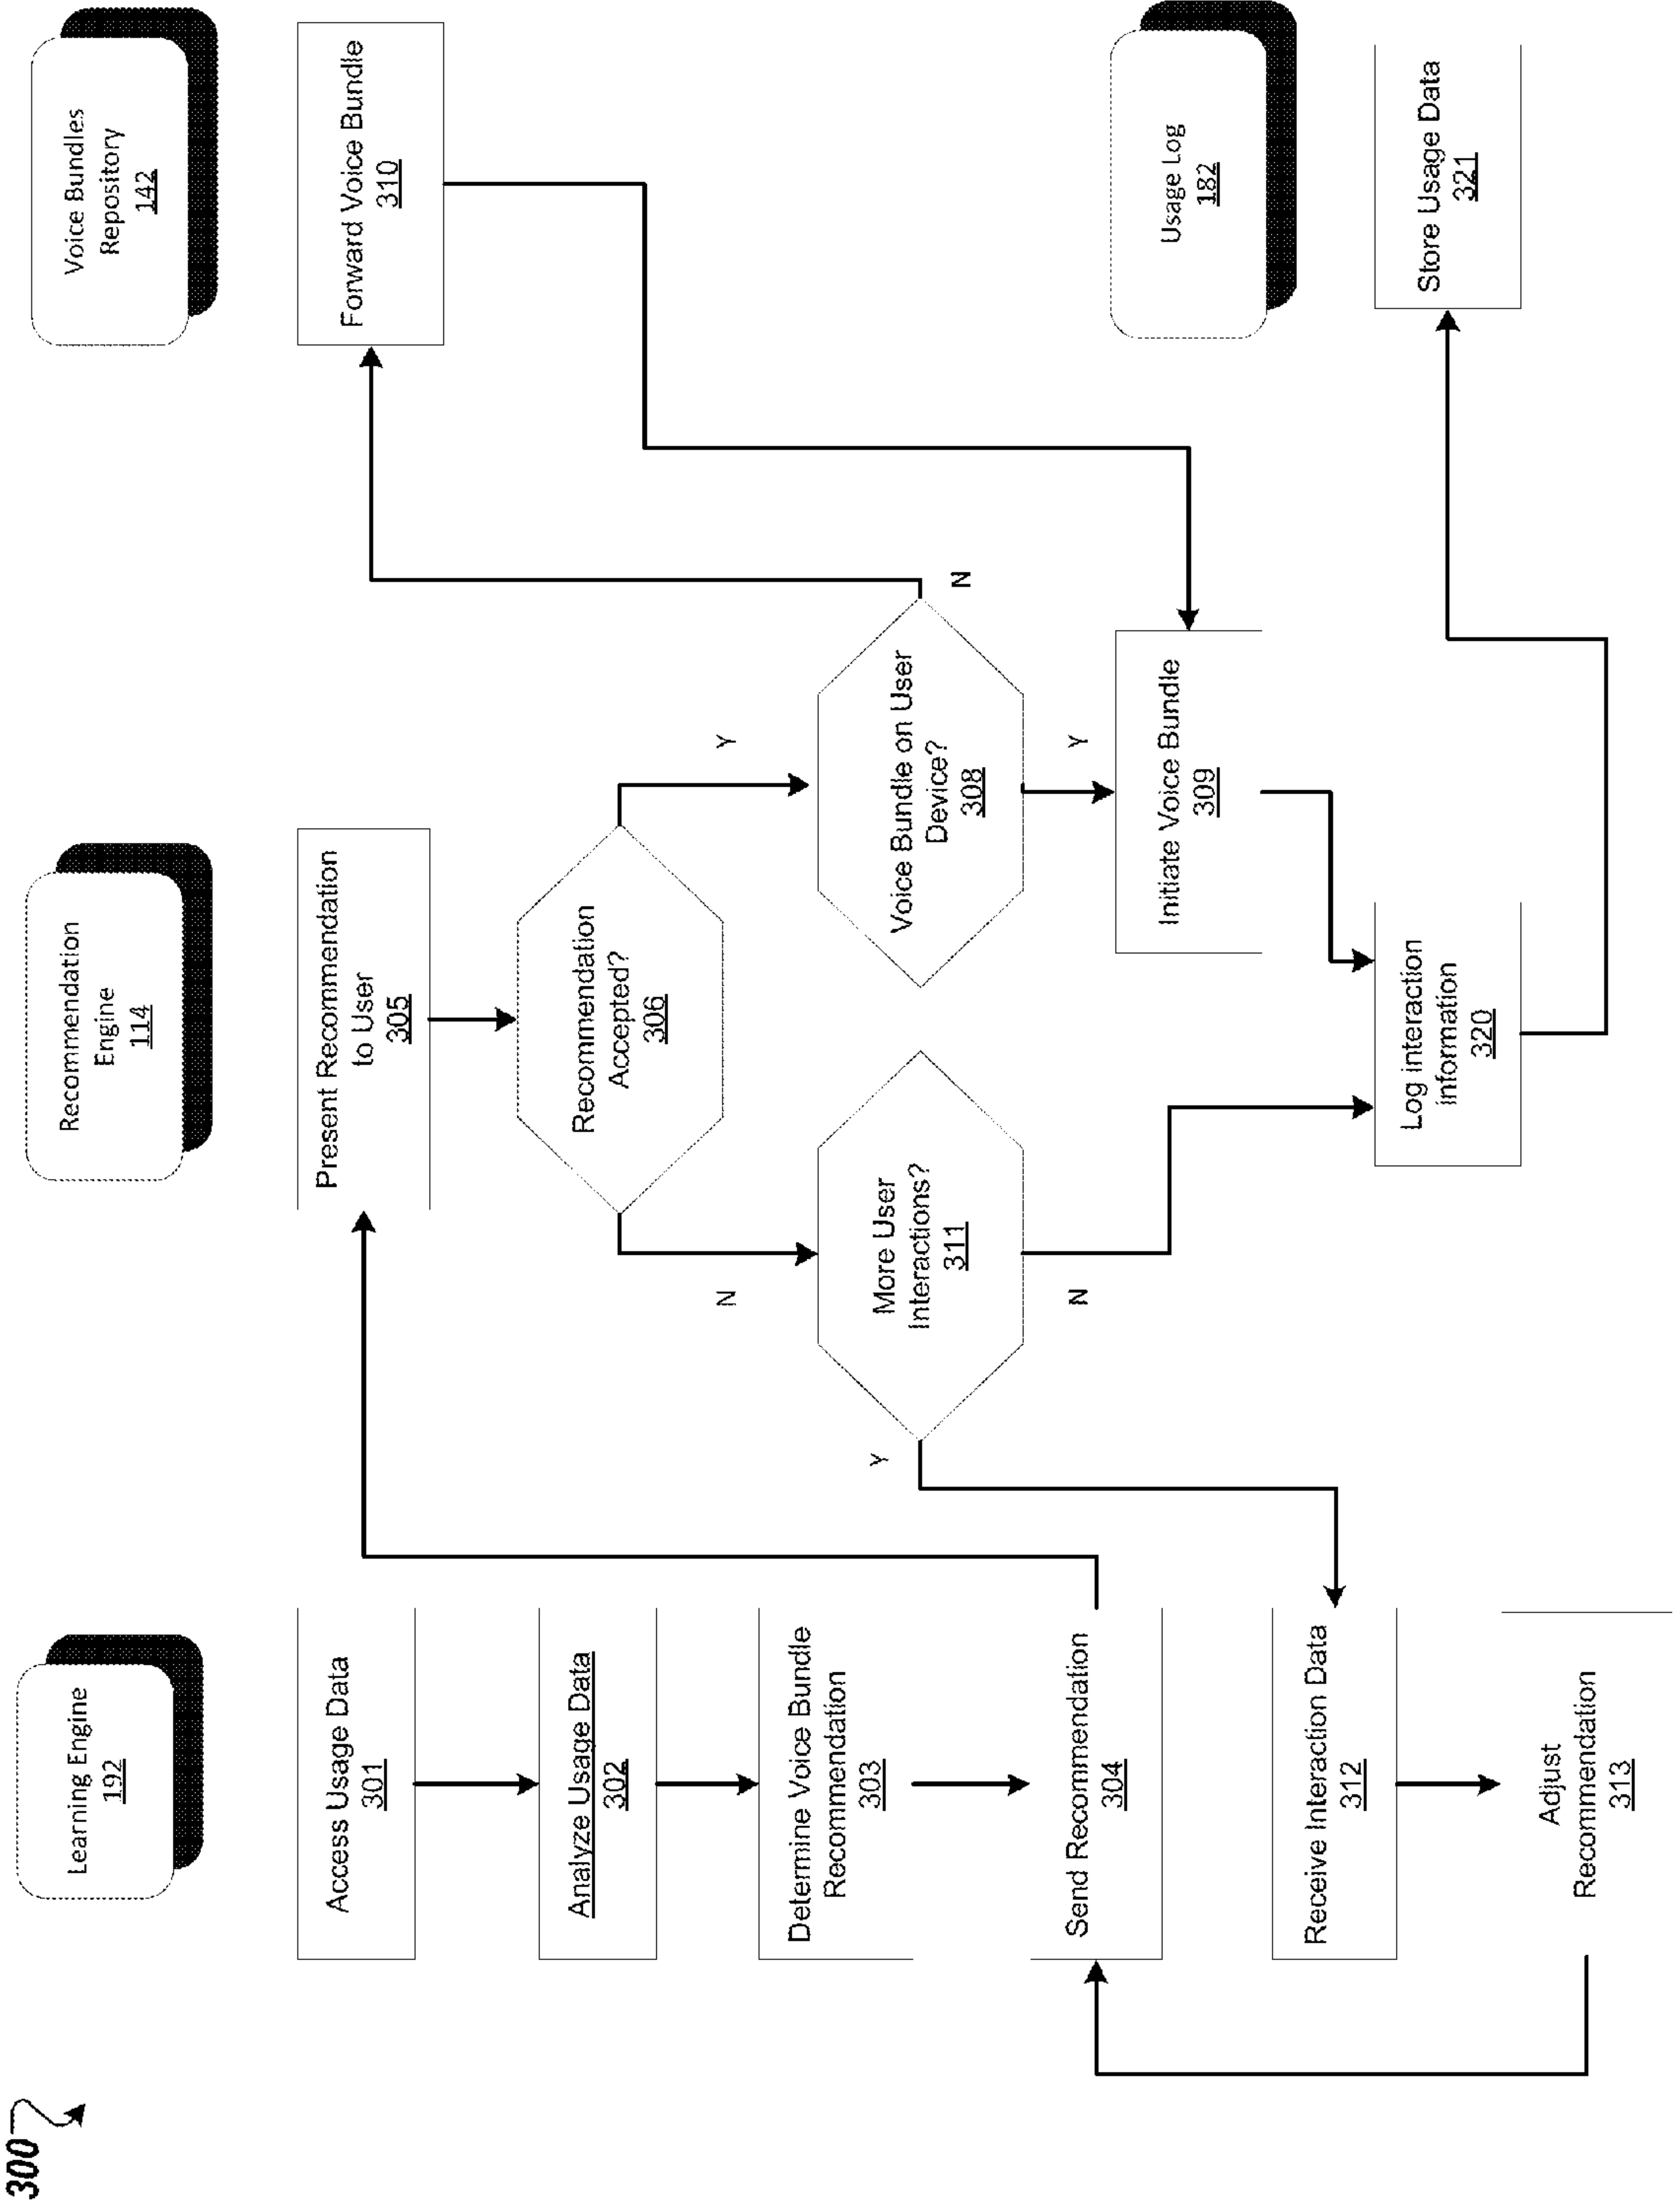 300
Learning Engine
192
Access Usage Data
301
Analyze Usage Data
302
Determine Voice Bundle
Recommendation
303
Send Recommendation
304
Receive Interaction Data
312
Adjust
Recommendation
313
Recommendation
Engine
114
Present Recommendation
to User
305
Recommendation
Accepted?
306
N
Y
More User
Interactions?
311
Y
N
Voice Bundle on User
Device?
308
N
Y
Initiate Voice Bundle
309
Log interaction
information
320
Voice Bundles
Repository
142
Forward Voice Bundle
310
Usage Log
182
Store Usage Data
321